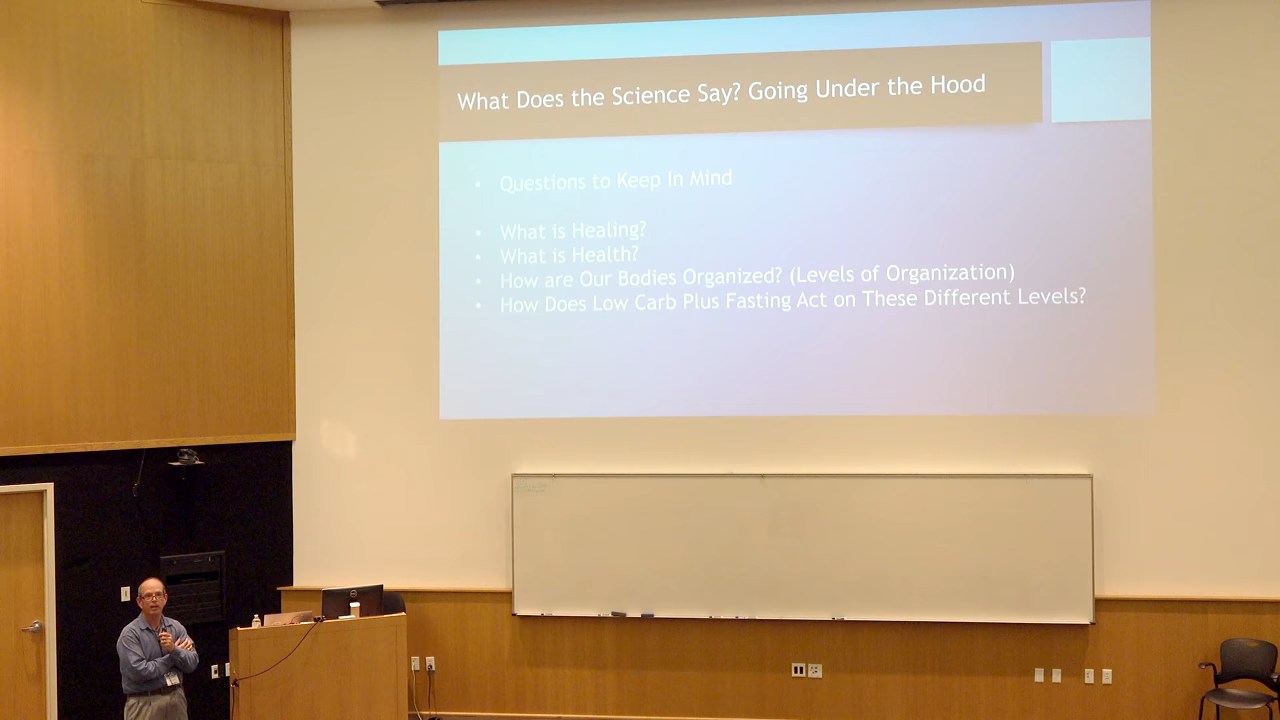 What Does the Science Say? Going Under the Hood
• Questions to Keep In Mind
• What is Healing?
• What is Health?
• How are Our Bodies Organized? (Levels of Organization)
• How Does Low Carb Plus Fasting Act on These Different Levels?